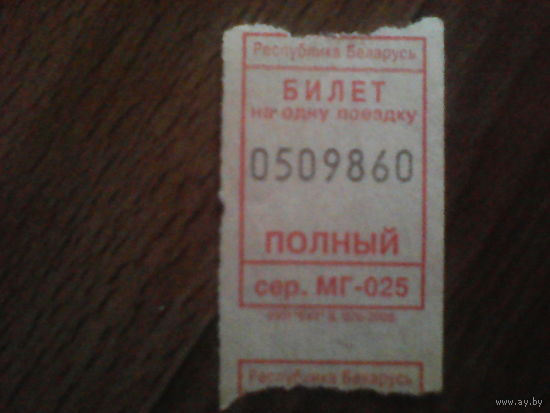 Республика Беларусь
БИЛЕТ
на одну поездку
0509860
ПОЛНЫЙ
сер. МГ-025
Республика Беларусь
www.ay.by